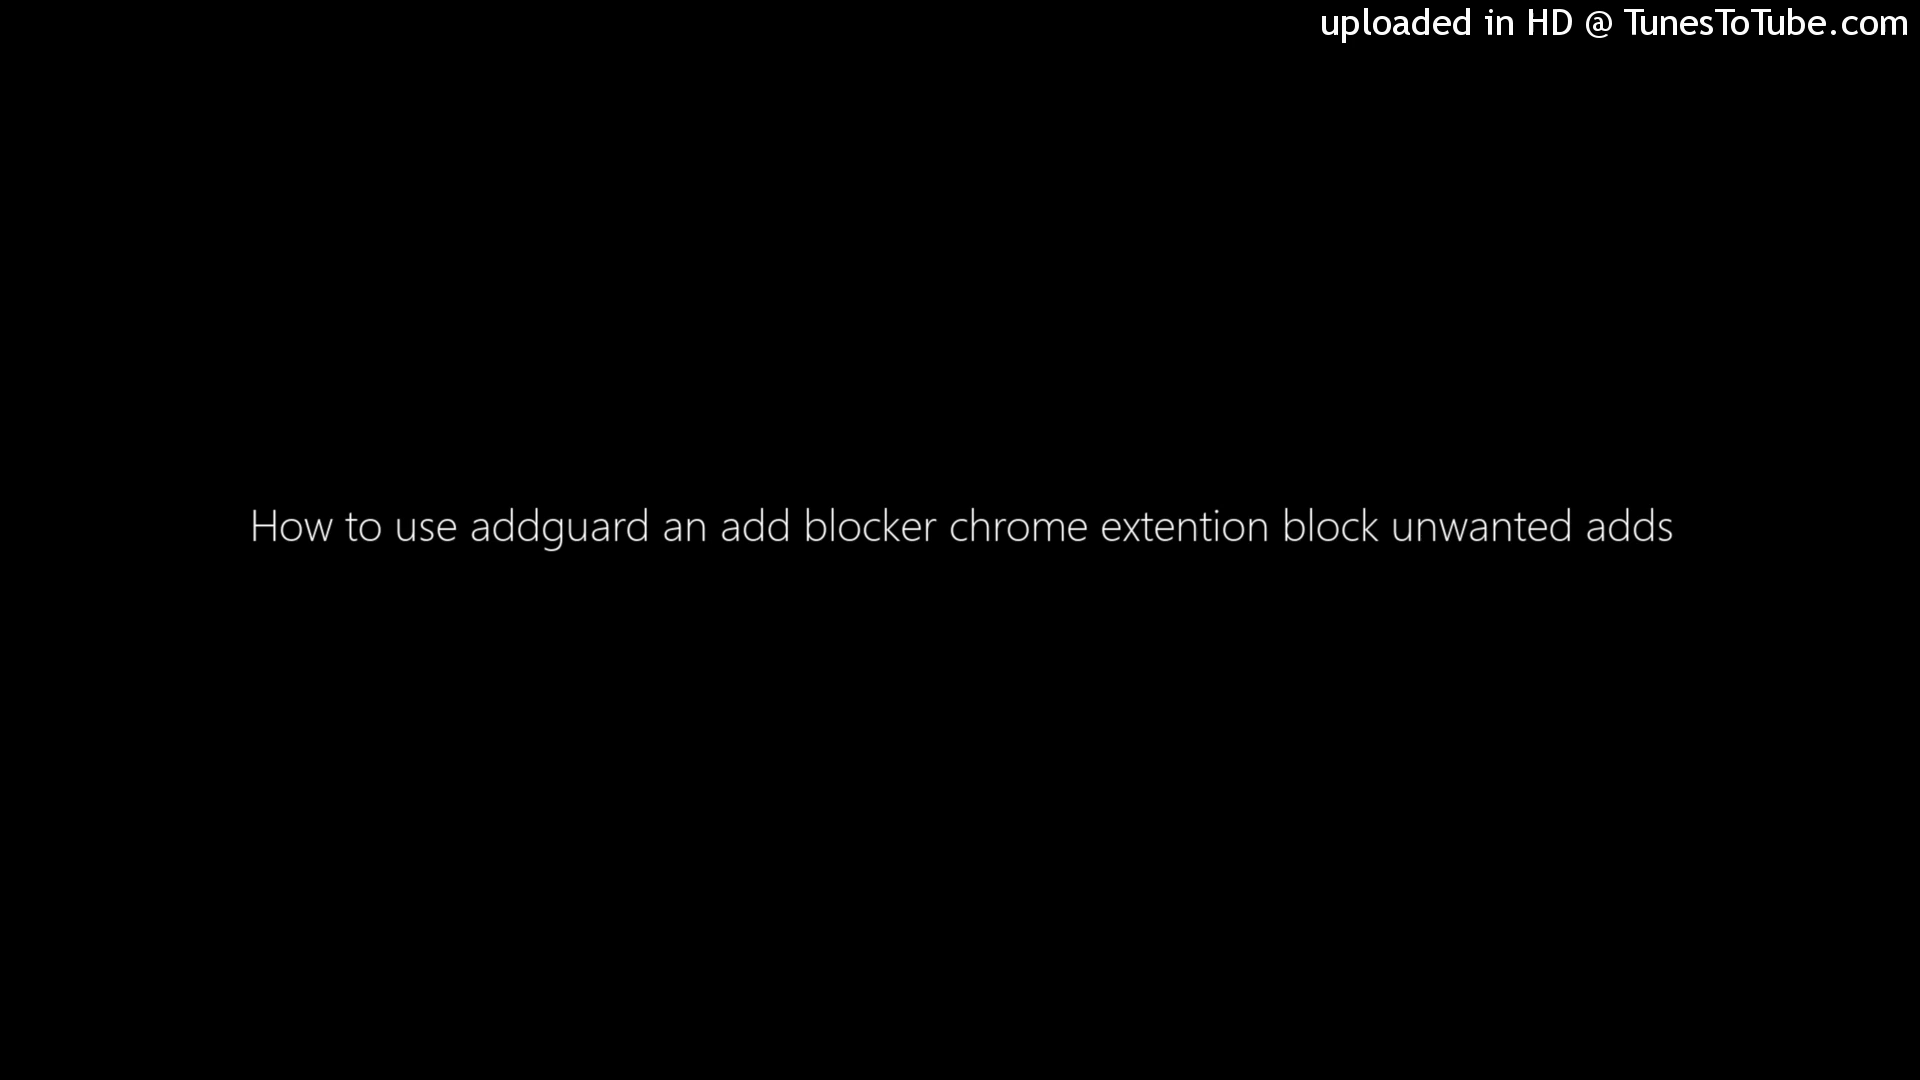 uploaded in HD @ TunesToTube.com
How to use addguard an add blocker chrome extention block unwanted adds